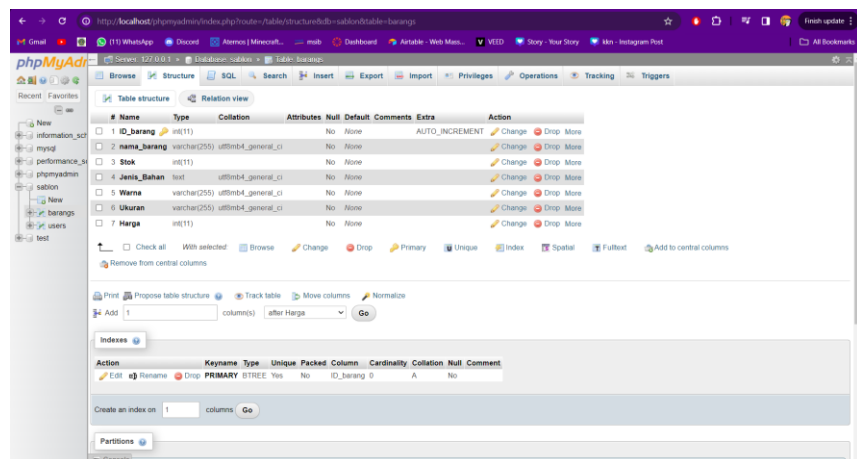 http://localhost/phpmyadmin/index.php?route=/table/structure&db=sablon&table=barangs
Finish update
Gmail
(11) WhatsApp
Discord
Aternos | Minecraft...
msib
Dashboard
Airtable - Web Mass...
VEED
Story - Your Story
kkn - Instagram Post
All Bookmarks
phpMyAdr
Server: 127.0.0.1 » Database: sablon » Table: barangs
Browse Structure SQL Search Insert Export Import Privileges Operations Tracking Triggers
Recent Favorites
New
information_sch
mysql
performance_s
phpmyadmin
sablon
New
barangs
users
test
Table structure Relation view
# Name Type Collation Attributes Null Default Comments Extra Action
1 ID_barang int(11) No None AUTO_INCREMENT Change Drop More
2 nama_barang varchar(255) utf8mb4_general_ci No None Change Drop More
3 Stok int(11) No None Change Drop More
4 Jenis_Bahan text utf8mb4_general_ci No None Change Drop More
5 Warna varchar(255) utf8mb4_general_ci No None Change Drop More
6 Ukuran varchar(255) utf8mb4_general_ci No None Change Drop More
7 Harga int(11) No None Change Drop More
Check all With selected: Browse Change Drop Primary Unique Index Spatial Fulltext Add to central columns
Remove from central columns
Print Propose table structure Track table Move columns Normalize
Add 1 column(s) after Harga Go
Indexes
Action Keyname Type Unique Packed Column Cardinality Collation Null Comment
Edit Rename Drop PRIMARY BTREE Yes No ID_barang 0 A No
Create an index on 1 columns Go
Partitions